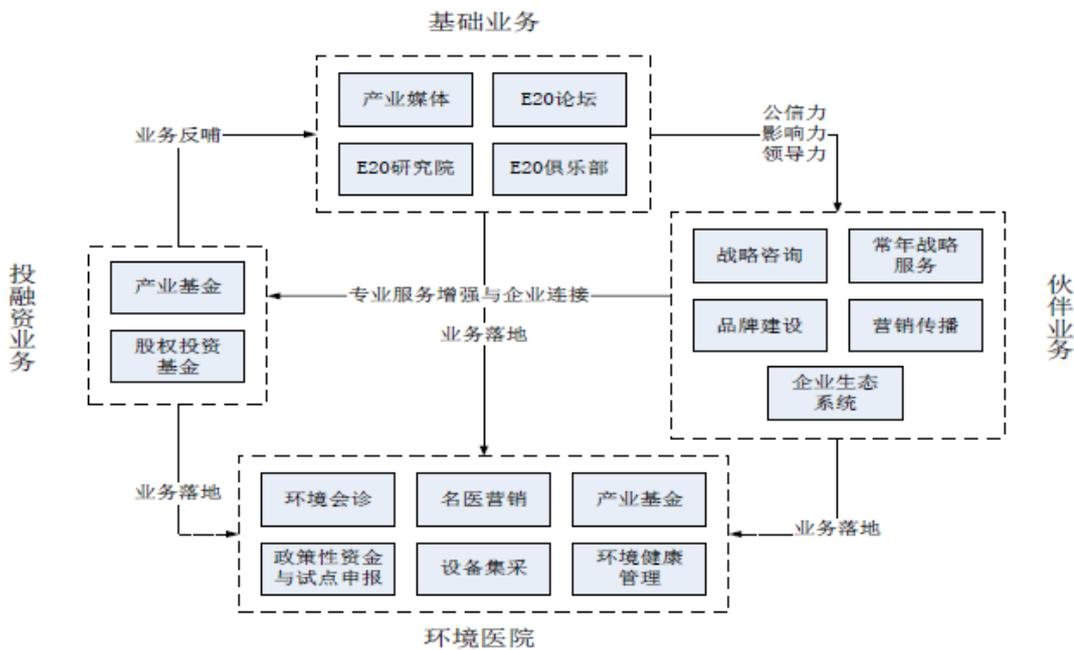 基础业务
产业媒体
E20论坛
E20研究院
E20俱乐部
业务反哺
公信力
影响力
领导力
投融资业务
产业基金
股权投资
基金
专业服务增强与企业连接
业务落地
战略咨询
常年战略
服务
品牌建设
营销传播
企业生态
系统
伙伴业务
业务落地
业务落地
环境会诊
名医营销
产业基金
政策性资金
与试点申报
设备集采
环境健康
管理
环境医院